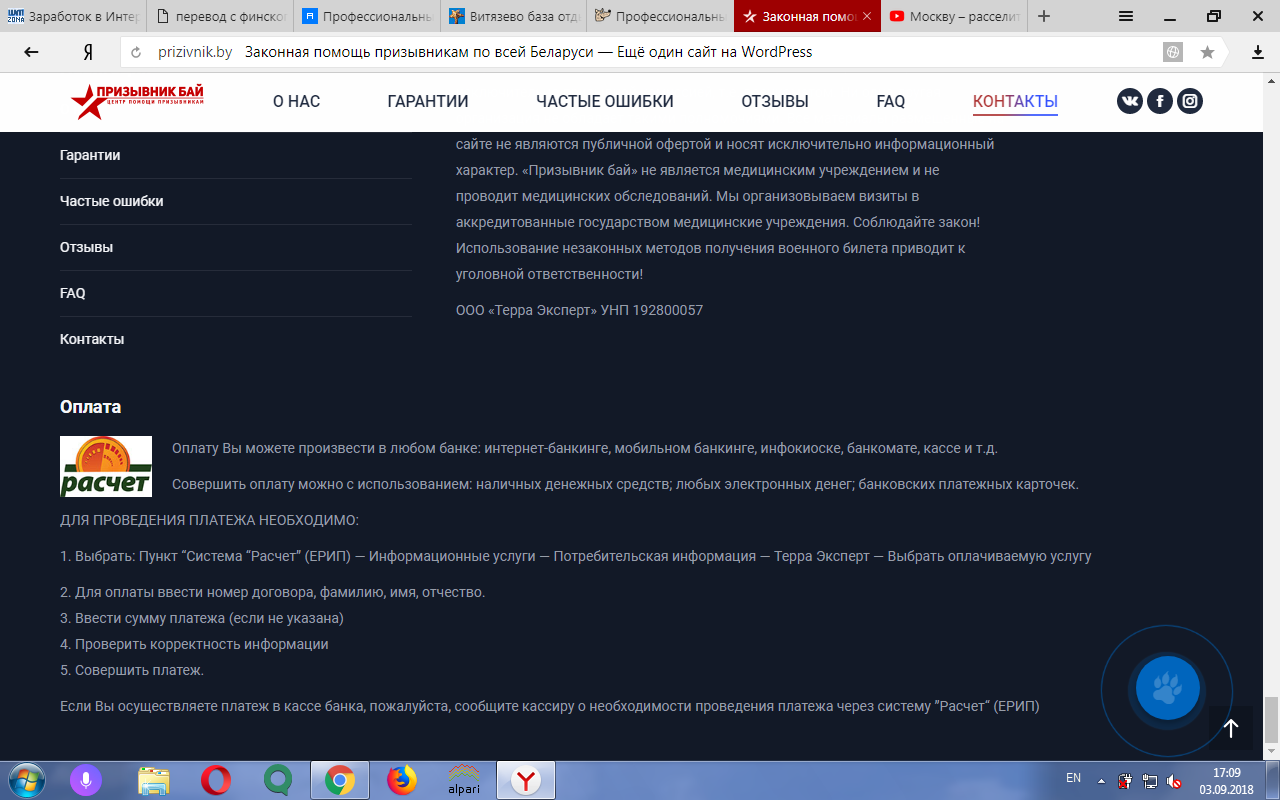 Заработок в Интер
перевод с финског
Профессиональны
Витязево база отды
Профессиональны
Законная помо
Москву – расселит
prizivnik.by Законная помощь призывникам по всей Беларуси — Ещё один сайт на WordPress
ПРИЗЫВНИК БАЙ
ЦЕНТР ПОМОЩИ ПРИЗЫВНИКАМ
О НАС
ГАРАНТИИ
ЧАСТЫЕ ОШИБКИ
ОТЗЫВЫ
FAQ
КОНТАКТЫ
Гарантии
Частые ошибки
Отзывы
FAQ
Контакты
сайте не являются публичной офертой и носят исключительно информационный
характер. «Призывник бай» не является медицинским учреждением и не
проводит медицинских обследований. Мы организовываем визиты в
аккредитованные государством медицинские учреждения. Соблюдайте закон!
Использование незаконных методов получения военного билета приводит к
уголовной ответственности!
ООО «Терра Эксперт» УНП 192800057
Оплата
расчет
Оплату Вы можете произвести в любом банке: интернет-банкинге, мобильном банкинге, инфокиоске, банкомате, кассе и т.д.
Совершить оплату можно с использованием: наличных денежных средств; любых электронных денег; банковских платежных карточек.
ДЛЯ ПРОВЕДЕНИЯ ПЛАТЕЖА НЕОБХОДИМО:
1. Выбрать: Пункт “Система “Расчет” (ЕРИП) — Информационные услуги — Потребительская информация — Терра Эксперт — Выбрать оплачиваемую услугу
2. Для оплаты ввести номер договора, фамилию, имя, отчество.
3. Ввести сумму платежа (если не указана)
4. Проверить корректность информации
5. Совершить платеж.
Если Вы осуществляете платеж в кассе банка, пожалуйста, сообщите кассиру о необходимости проведения платежа через систему ”Расчет“ (ЕРИП)
alpari
EN
17:09
03.09.2018